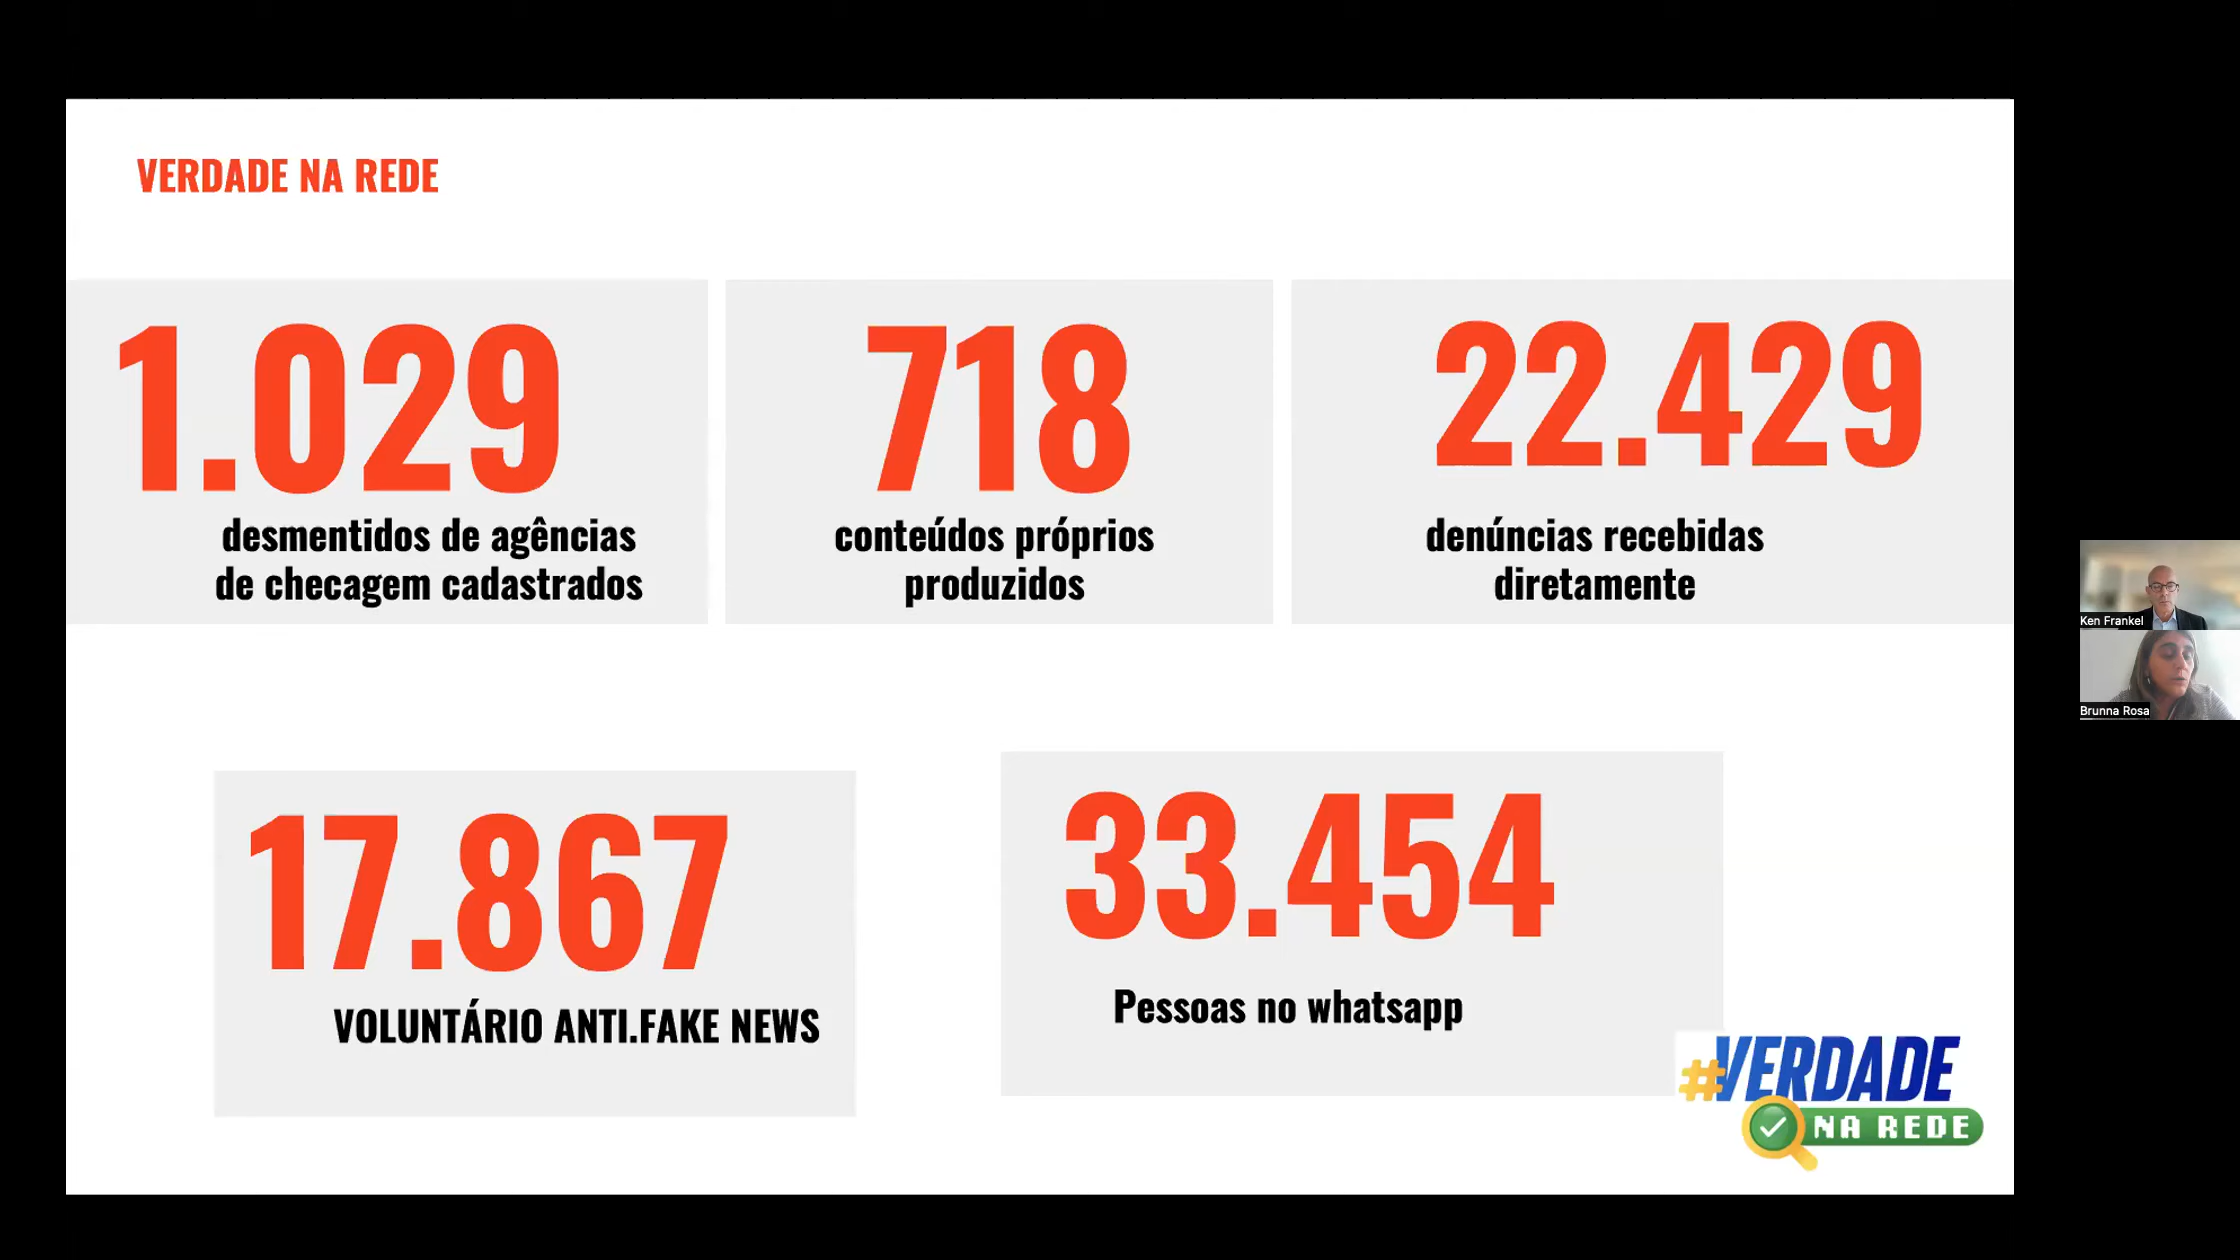 VERDADE NA REDE
1.029
desmentidos de agências
de checagem cadastrados
718
conteúdos próprios
produzidos
22.429
denúncias recebidas
diretamente
17.867
VOLUNTÁRIO ANTI.FAKE NEWS
33.454
Pessoas no whatsapp
#VERDADE
NA REDE
Ken Frankel
Brunna Rosa